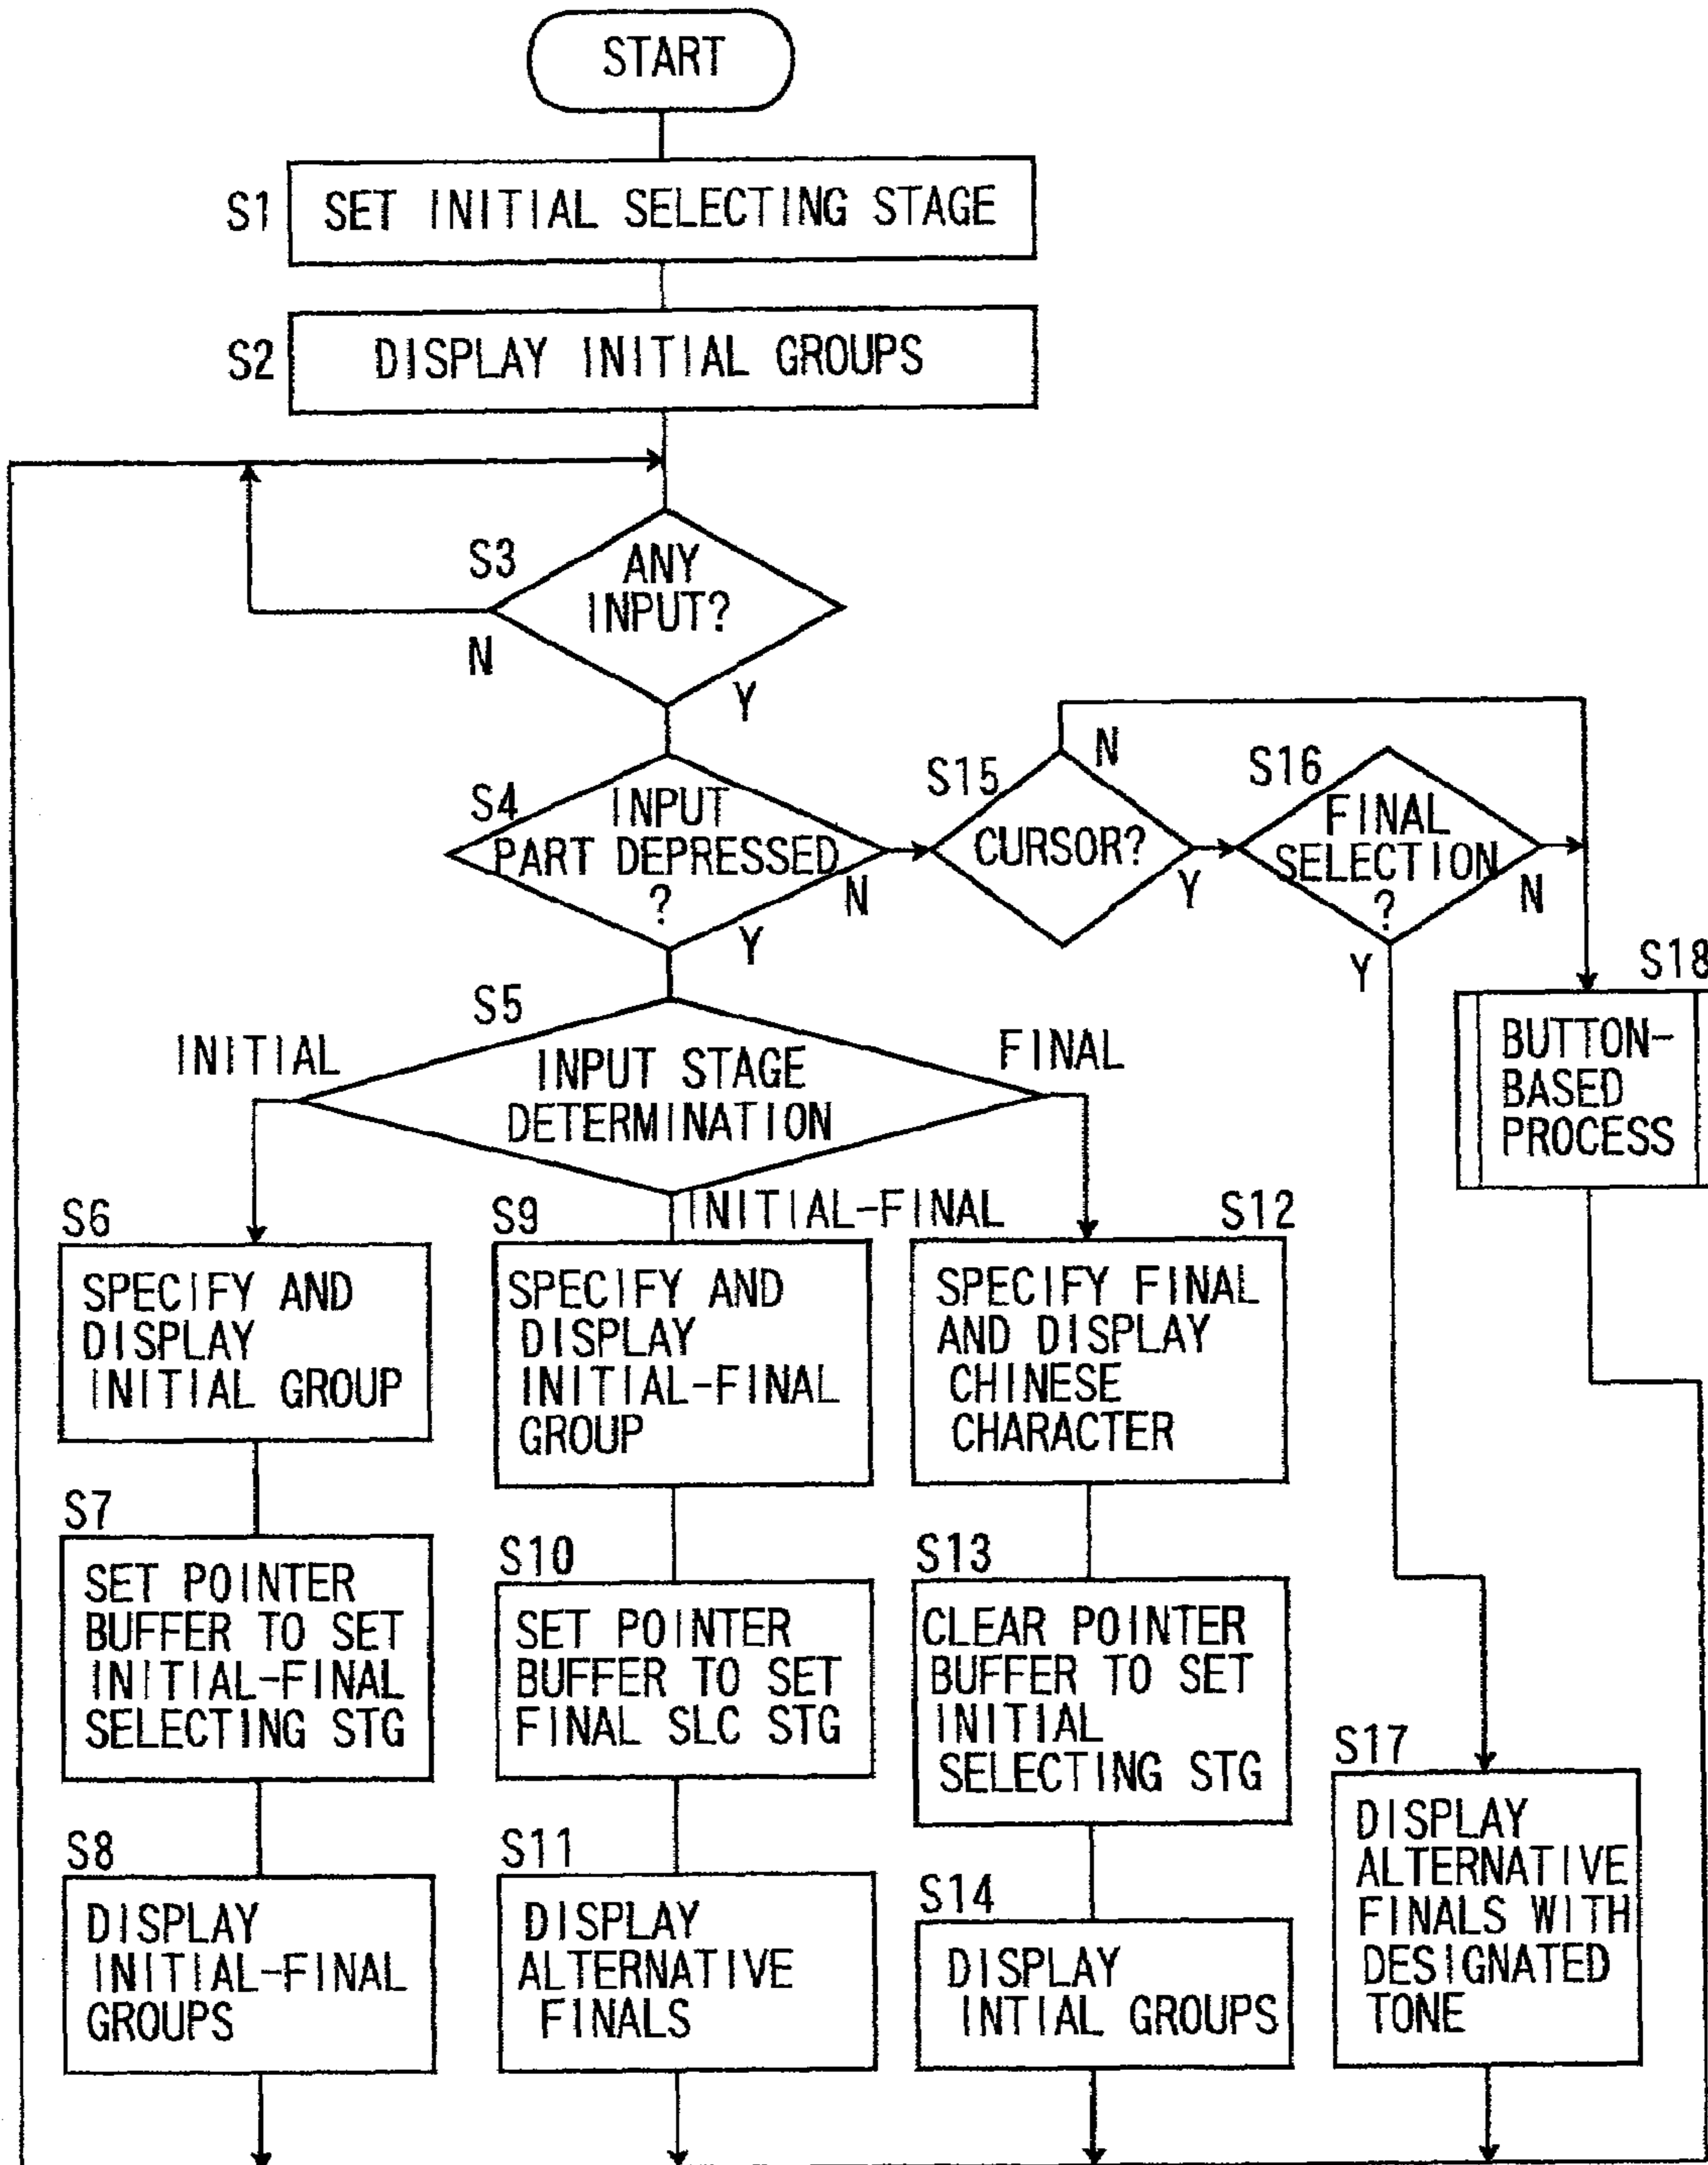 START
S1
SET INITIAL SELECTING STAGE
S2
DISPLAY INITIAL GROUPS
S3
ANY
INPUT?
N
Y
S4
INPUT
PART DEPRESSED
?
N
Y
S15
CURSOR?
N
Y
S16
FINAL
SELECTION
?
N
Y
S18
BUTTON-
BASED
PROCESS
S5
INPUT STAGE
DETERMINATION
INITIAL
FINAL
INITIAL-FINAL
S6
SPECIFY AND
DISPLAY
INITIAL GROUP
S7
SET POINTER
BUFFER TO SET
INITIAL-FINAL
SELECTING STG
S8
DISPLAY
INITIAL-FINAL
GROUPS
S9
SPECIFY AND
DISPLAY
INITIAL-FINAL
GROUP
S10
SET POINTER
BUFFER TO SET
FINAL SLC STG
S11
DISPLAY
ALTERNATIVE
FINALS
S12
SPECIFY FINAL
AND DISPLAY
CHINESE
CHARACTER
S13
CLEAR POINTER
BUFFER TO SET
INITIAL
SELECTING STG
S14
DISPLAY
INTIAL GROUPS
S17
DISPLAY
ALTERNATIVE
FINALS WITH
DESIGNATED
TONE